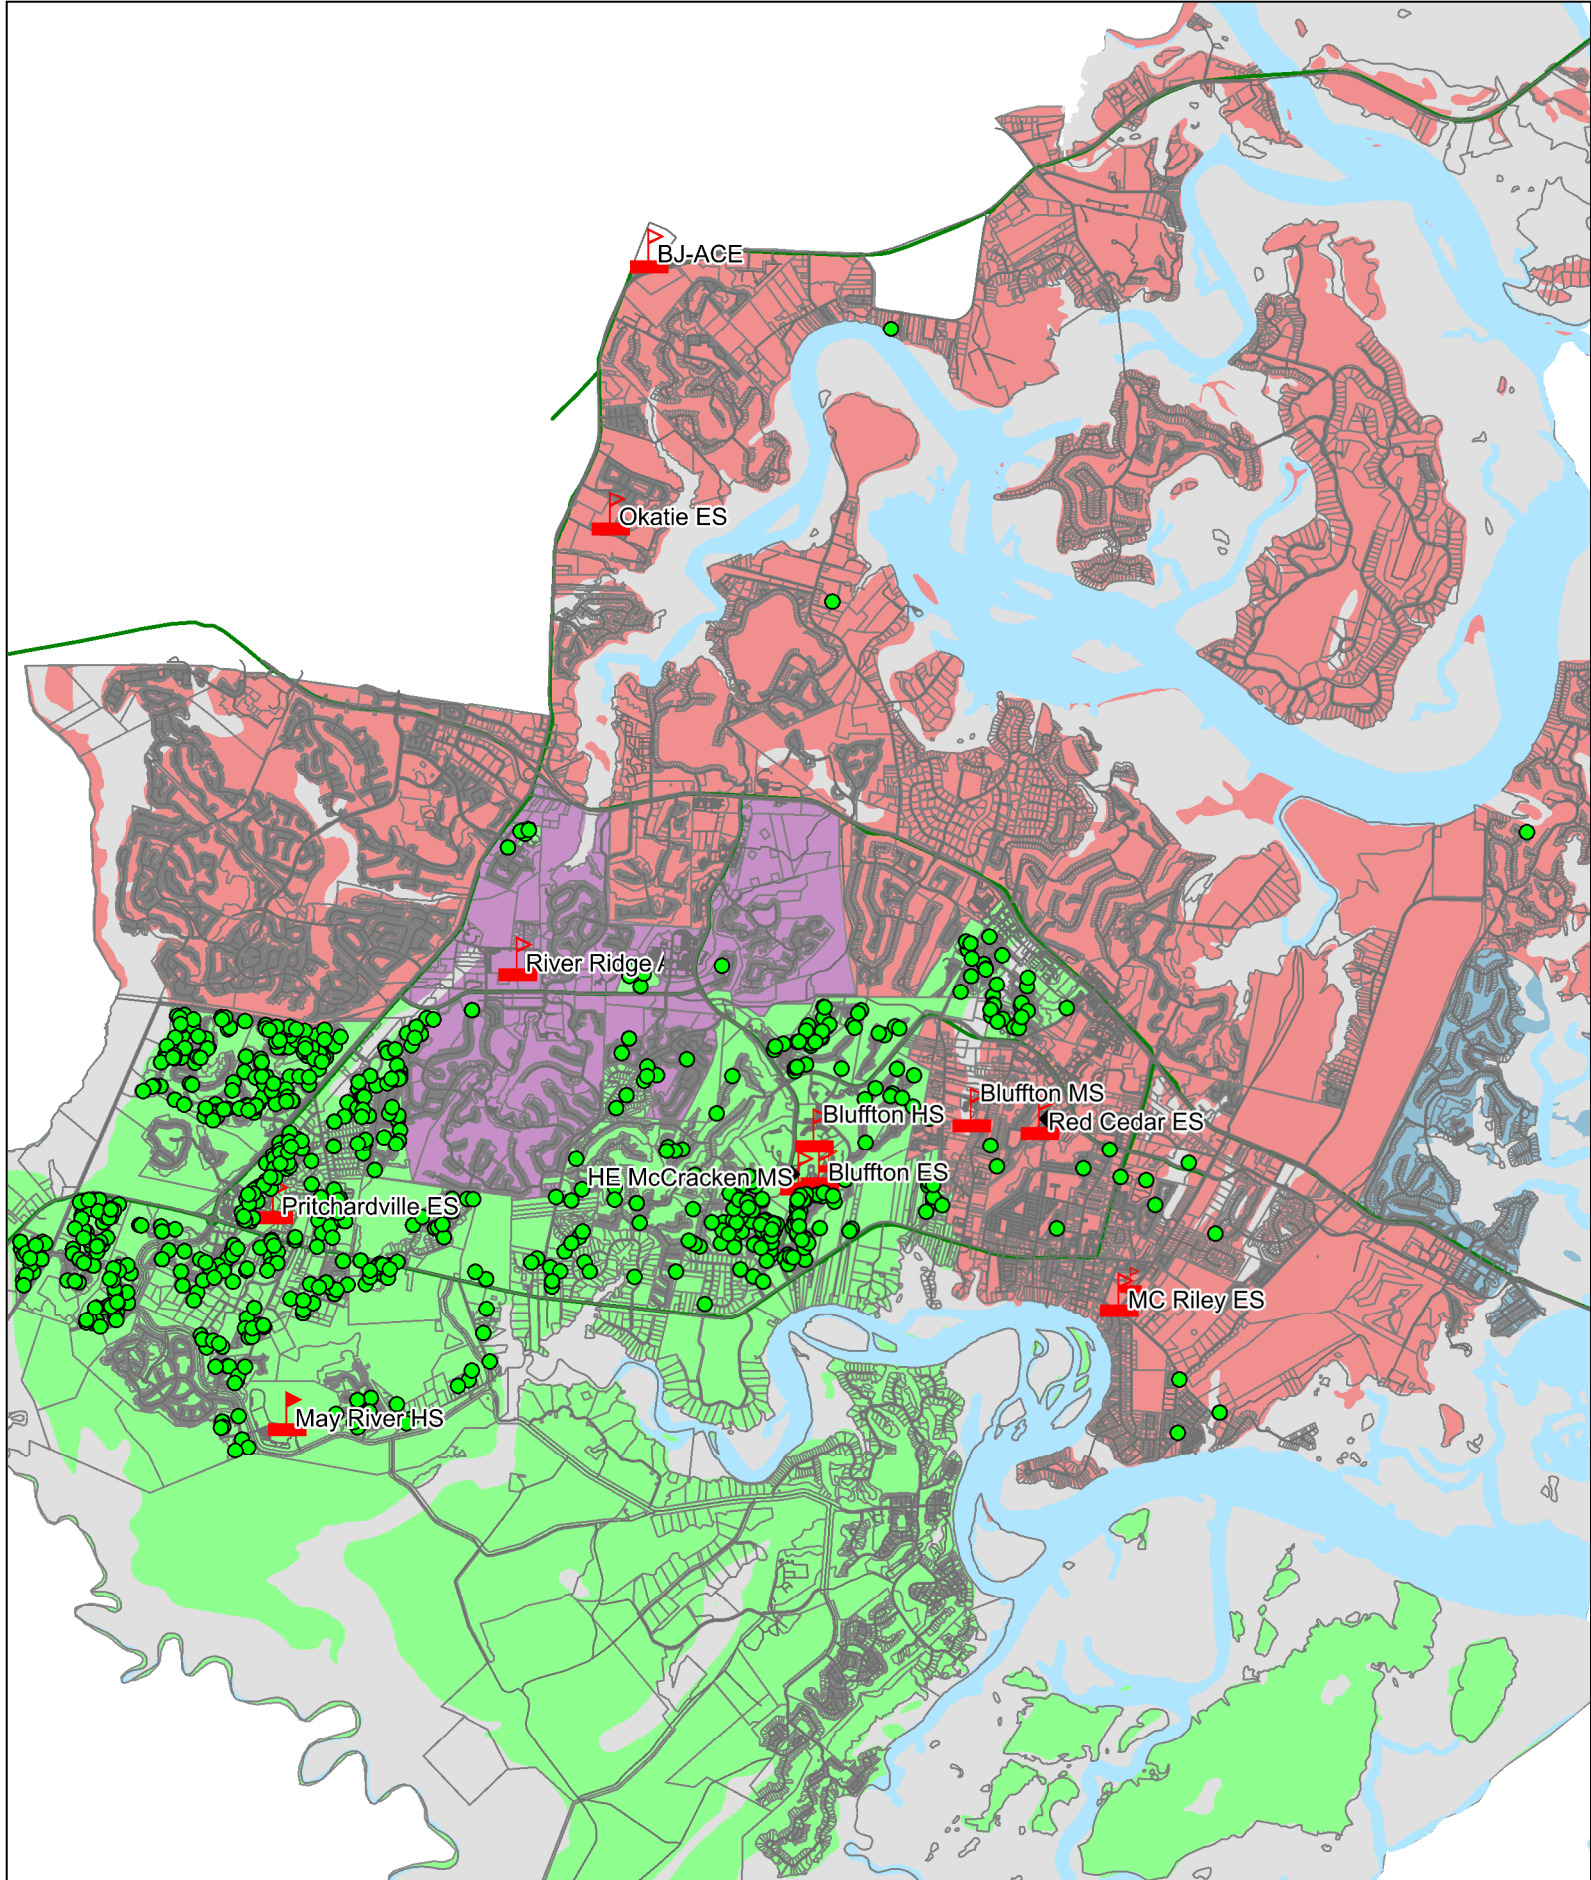 BJ-ACE
Okatie ES
River Ridge
Bluffton MS
Bluffton HS
Red Cedar ES
HE McCracken MS
Bluffton ES
Pritchardville ES
MC Riley ES
May River HS